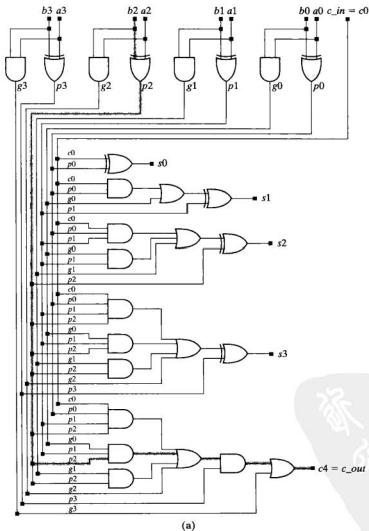 b3 a3 b2 a2 b1 a1 b0 a0 c_in = c0
g3 p3 g2 p2 g1 p1 g0 p0
c0
p0 s0
c0
p0
g0 s1
p1
c0
p0
p1 s2
g0
p1
g1
p2
c0
p0
p1
p2
g0
p1
p2 s3
g1
p2
g2
p3
c0
p0
p1
p2
g0
p1
p2 c4 = c_out
g1
p2
g2
p3
g3
(a)